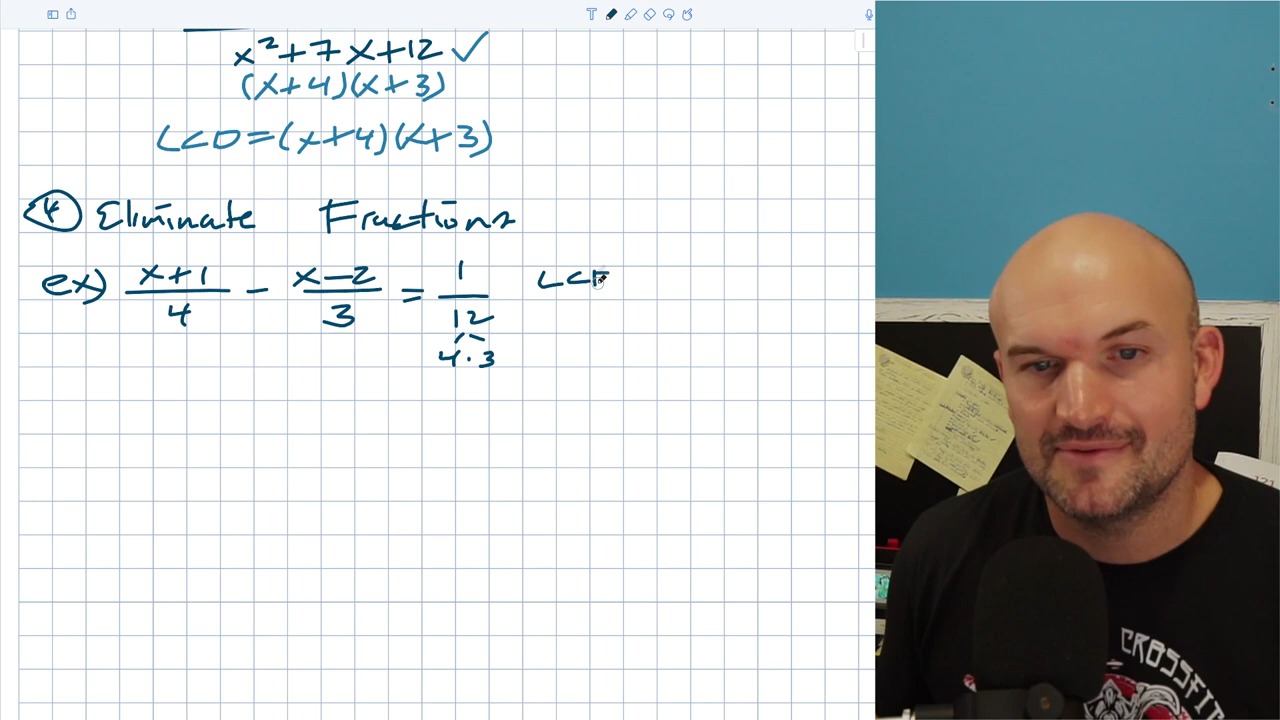 x²+7x+12 ✓
(x+4)(x+3)
LCD=(x+4)(x+3)
④ Eliminate Fractions
ex) x+1/4 - x-2/3 = 1/12 LC
4·3
CROSSFIT